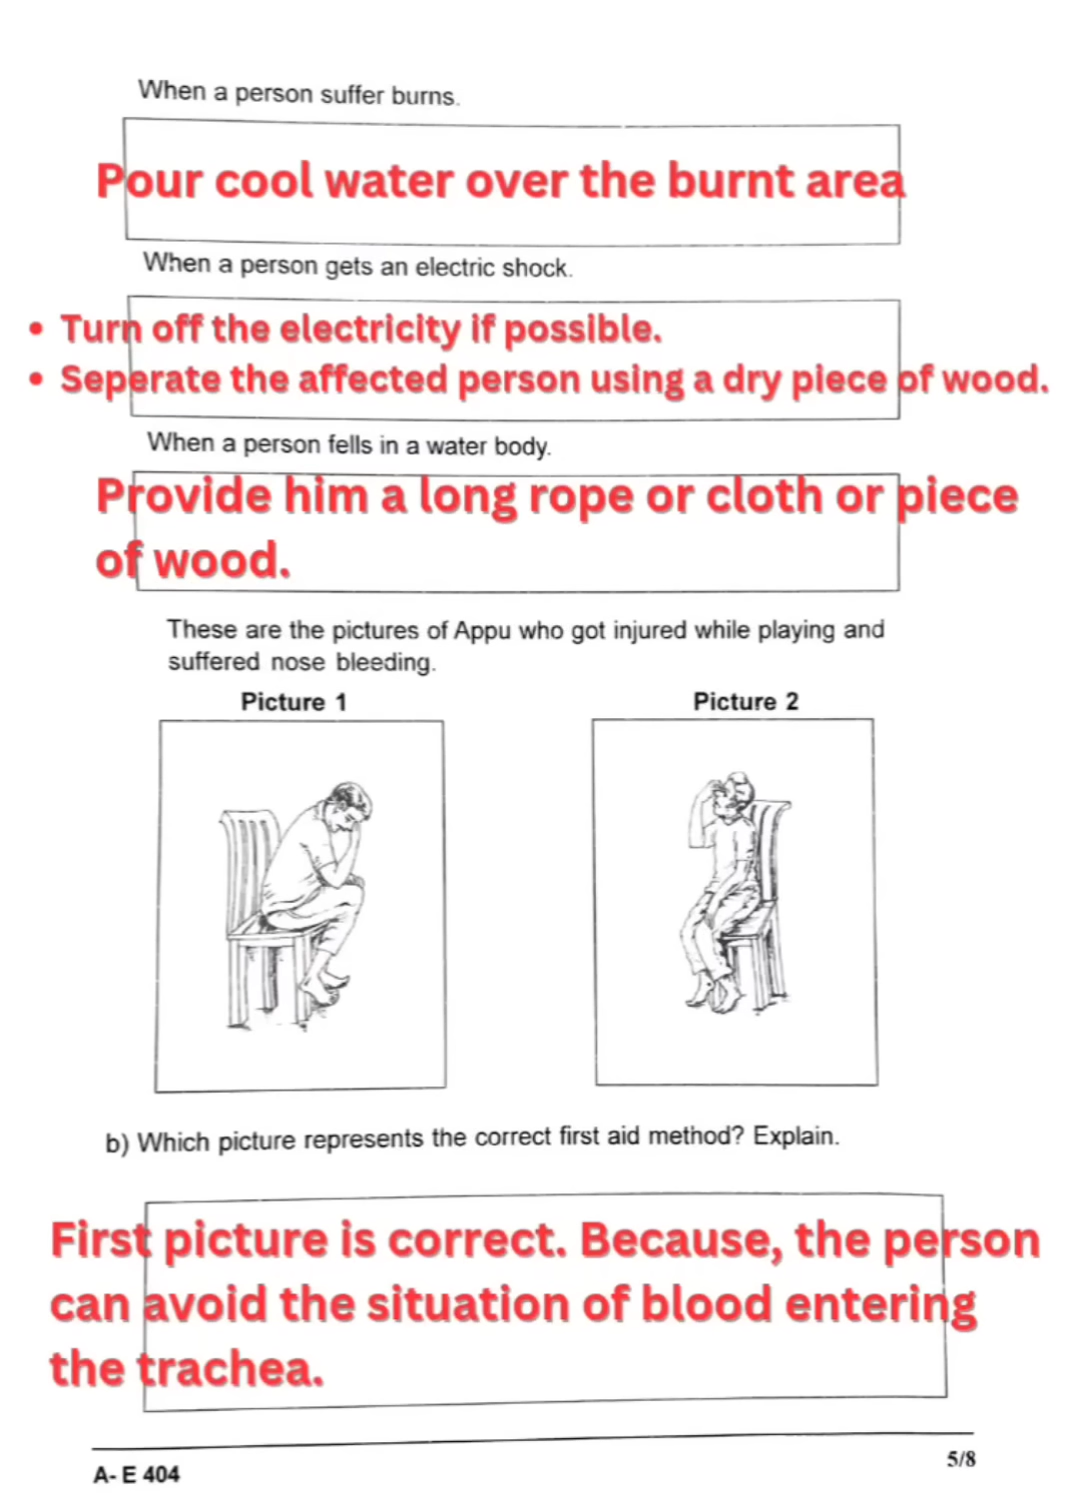 When a person suffer burns.
Pour cool water over the burnt area
When a person gets an electric shock.
• Turn off the electricity if possible.
• Seperate the affected person using a dry piece of wood.
When a person fells in a water body.
Provide him a long rope or cloth or piece
of wood.
These are the pictures of Appu who got injured while playing and
suffered nose bleeding.
Picture 1
Picture 2
b) Which picture represents the correct first aid method? Explain.
First picture is correct. Because, the person
can avoid the situation of blood entering
the trachea.
A- E 404
5/8